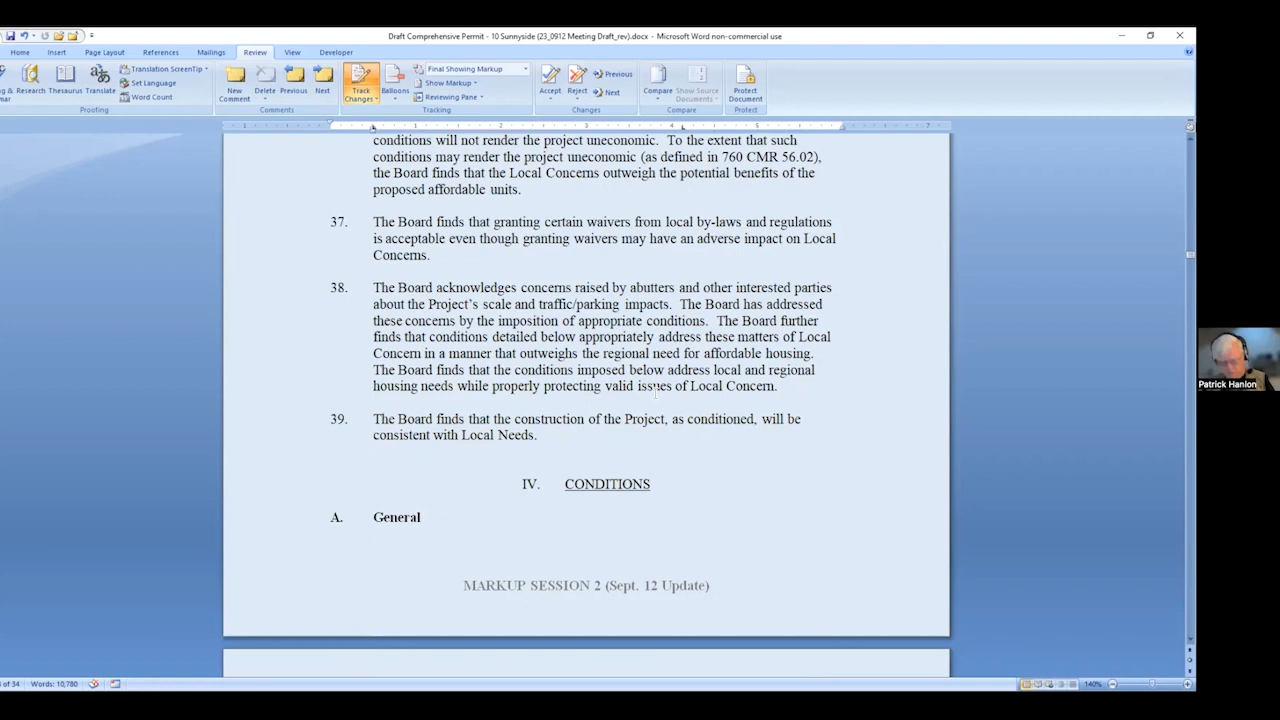 Draft Comprehensive Permit - 10 Sunnyside (23_0912 Meeting Draft_rev).docx - Microsoft Word non-commercial use
Home Insert Page Layout References Mailings Review View Developer
Research Thesaurus Translate
Translation ScreenTip
Set Language
Word Count
Proofing
New Comment
Delete
Previous
Next
Comments
Track Changes
Balloons
Final Showing Markup
Show Markup
Reviewing Pane
Tracking
Accept
Reject
Previous
Next
Changes
Compare
Show Source Documents
Compare
Protect Document
Protect
conditions will not render the project uneconomic. To the extent that such
conditions may render the project uneconomic (as defined in 760 CMR 56.02),
the Board finds that the Local Concerns outweigh the potential benefits of the
proposed affordable units.
37. The Board finds that granting certain waivers from local by-laws and regulations
is acceptable even though granting waivers may have an adverse impact on Local
Concerns.
38. The Board acknowledges concerns raised by abutters and other interested parties
about the Project's scale and traffic/parking impacts. The Board has addressed
these concerns by the imposition of appropriate conditions. The Board further
finds that conditions detailed below appropriately address these matters of Local
Concern in a manner that outweighs the regional need for affordable housing.
The Board finds that the conditions imposed below address local and regional
housing needs while properly protecting valid issues of Local Concern.
39. The Board finds that the construction of the Project, as conditioned, will be
consistent with Local Needs.
IV. CONDITIONS
A. General
MARKUP SESSION 2 (Sept. 12 Update)
of 34 Words: 10,780
140%
Patrick Hanlon